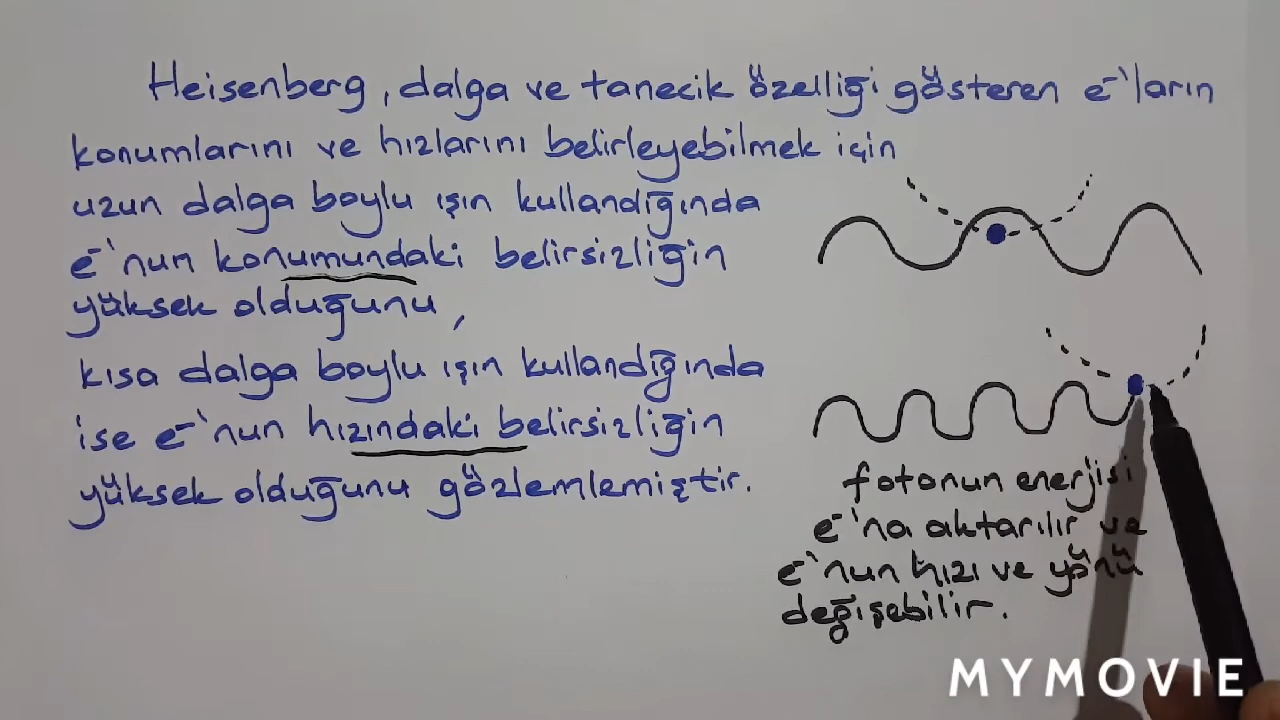 Heisenberg, dalga ve tanecik özelliği gösteren e⁻'ların
konumlarını ve hızlarını belirleyebilmek için
uzun dalga boylu ışın kullandığında
e⁻'nun konumundaki belirsizliğin
yüksek olduğunu,
kısa dalga boylu ışın kullandığında
ise e⁻'nun hızındaki belirsizliğin
yüksek olduğunu gözlemlemiştir.
fotonun enerjisi
e⁻'na aktarılır ve
e⁻'nun hızı ve yönü
değişebilir.
MYMOVIE